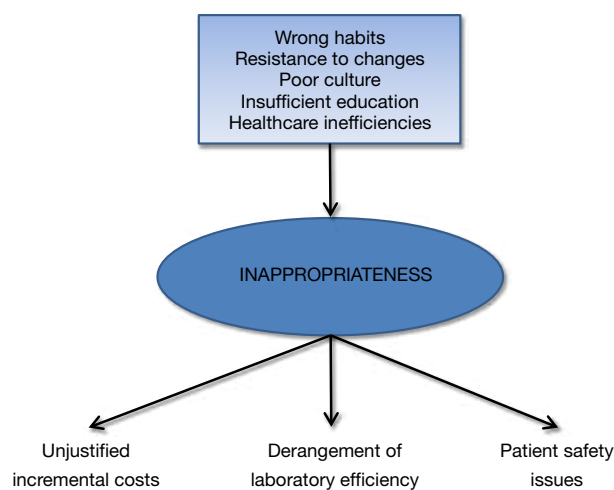 Wrong habits
Resistance to changes
Poor culture
Insufficient education
Healthcare inefficiencies
INAPPROPRIATENESS
Unjustified
incremental costs
Derangement of
laboratory efficiency
Patient safety
issues